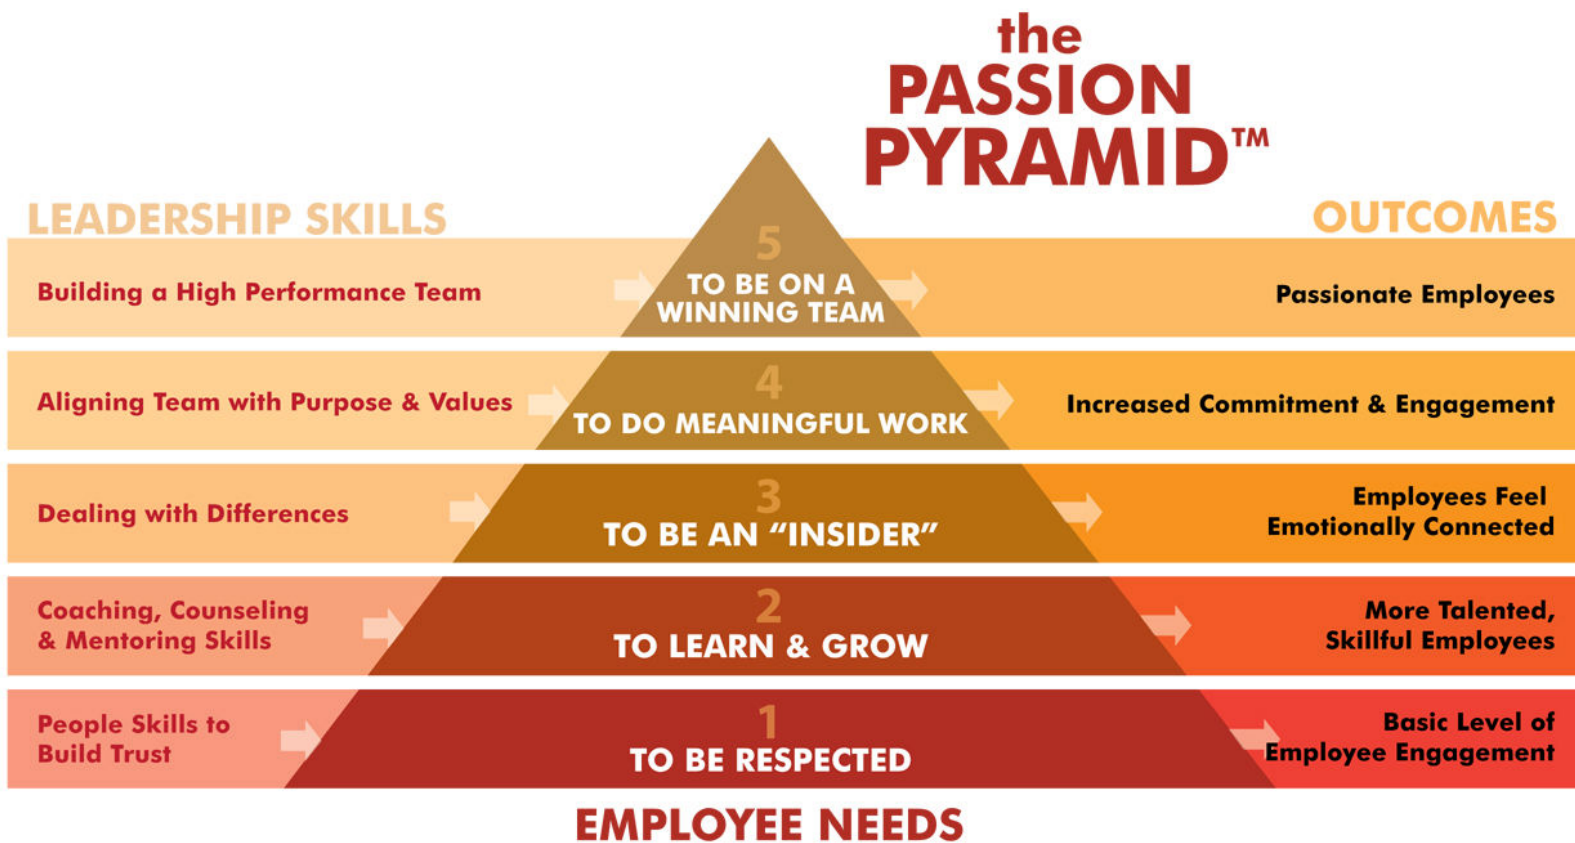 the
PASSION
PYRAMID™
LEADERSHIP SKILLS
OUTCOMES
Building a High Performance Team
5
TO BE ON A
WINNING TEAM
Passionate Employees
Aligning Team with Purpose & Values
4
TO DO MEANINGFUL WORK
Increased Commitment & Engagement
Dealing with Differences
3
TO BE AN “INSIDER”
Employees Feel
Emotionally Connected
Coaching, Counseling
& Mentoring Skills
2
TO LEARN & GROW
More Talented,
Skillful Employees
People Skills to
Build Trust
1
TO BE RESPECTED
Basic Level of
Employee Engagement
EMPLOYEE NEEDS